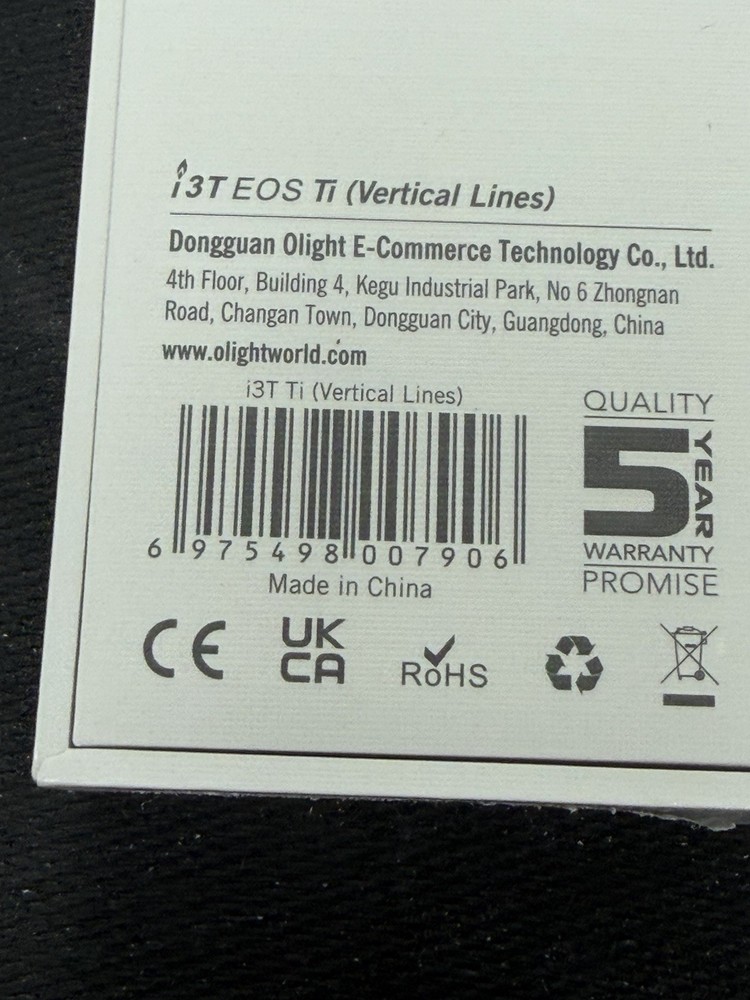 i3T EOS Ti (Vertical Lines)
Dongguan Olight E-Commerce Technology Co., Ltd.
4th Floor, Building 4, Kegu Industrial Park, No 6 Zhongnan
Road, Changan Town, Dongguan City, Guangdong, China
www.olightworld.com
i3T Ti (Vertical Lines)
6 975498 007906
Made in China
QUALITY
5 YEAR
WARRANTY
PROMISE
CE
UK
CA
RoHS